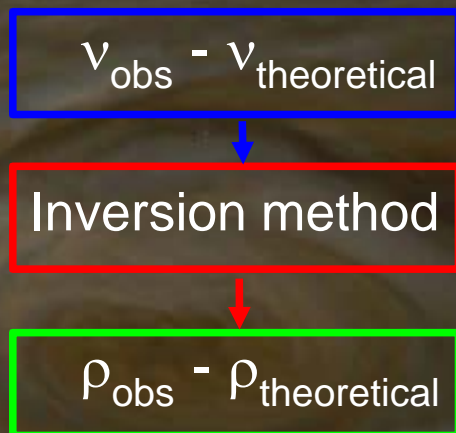 ν_obs - ν_theoretical
Inversion method
ρ_obs - ρ_theoretical